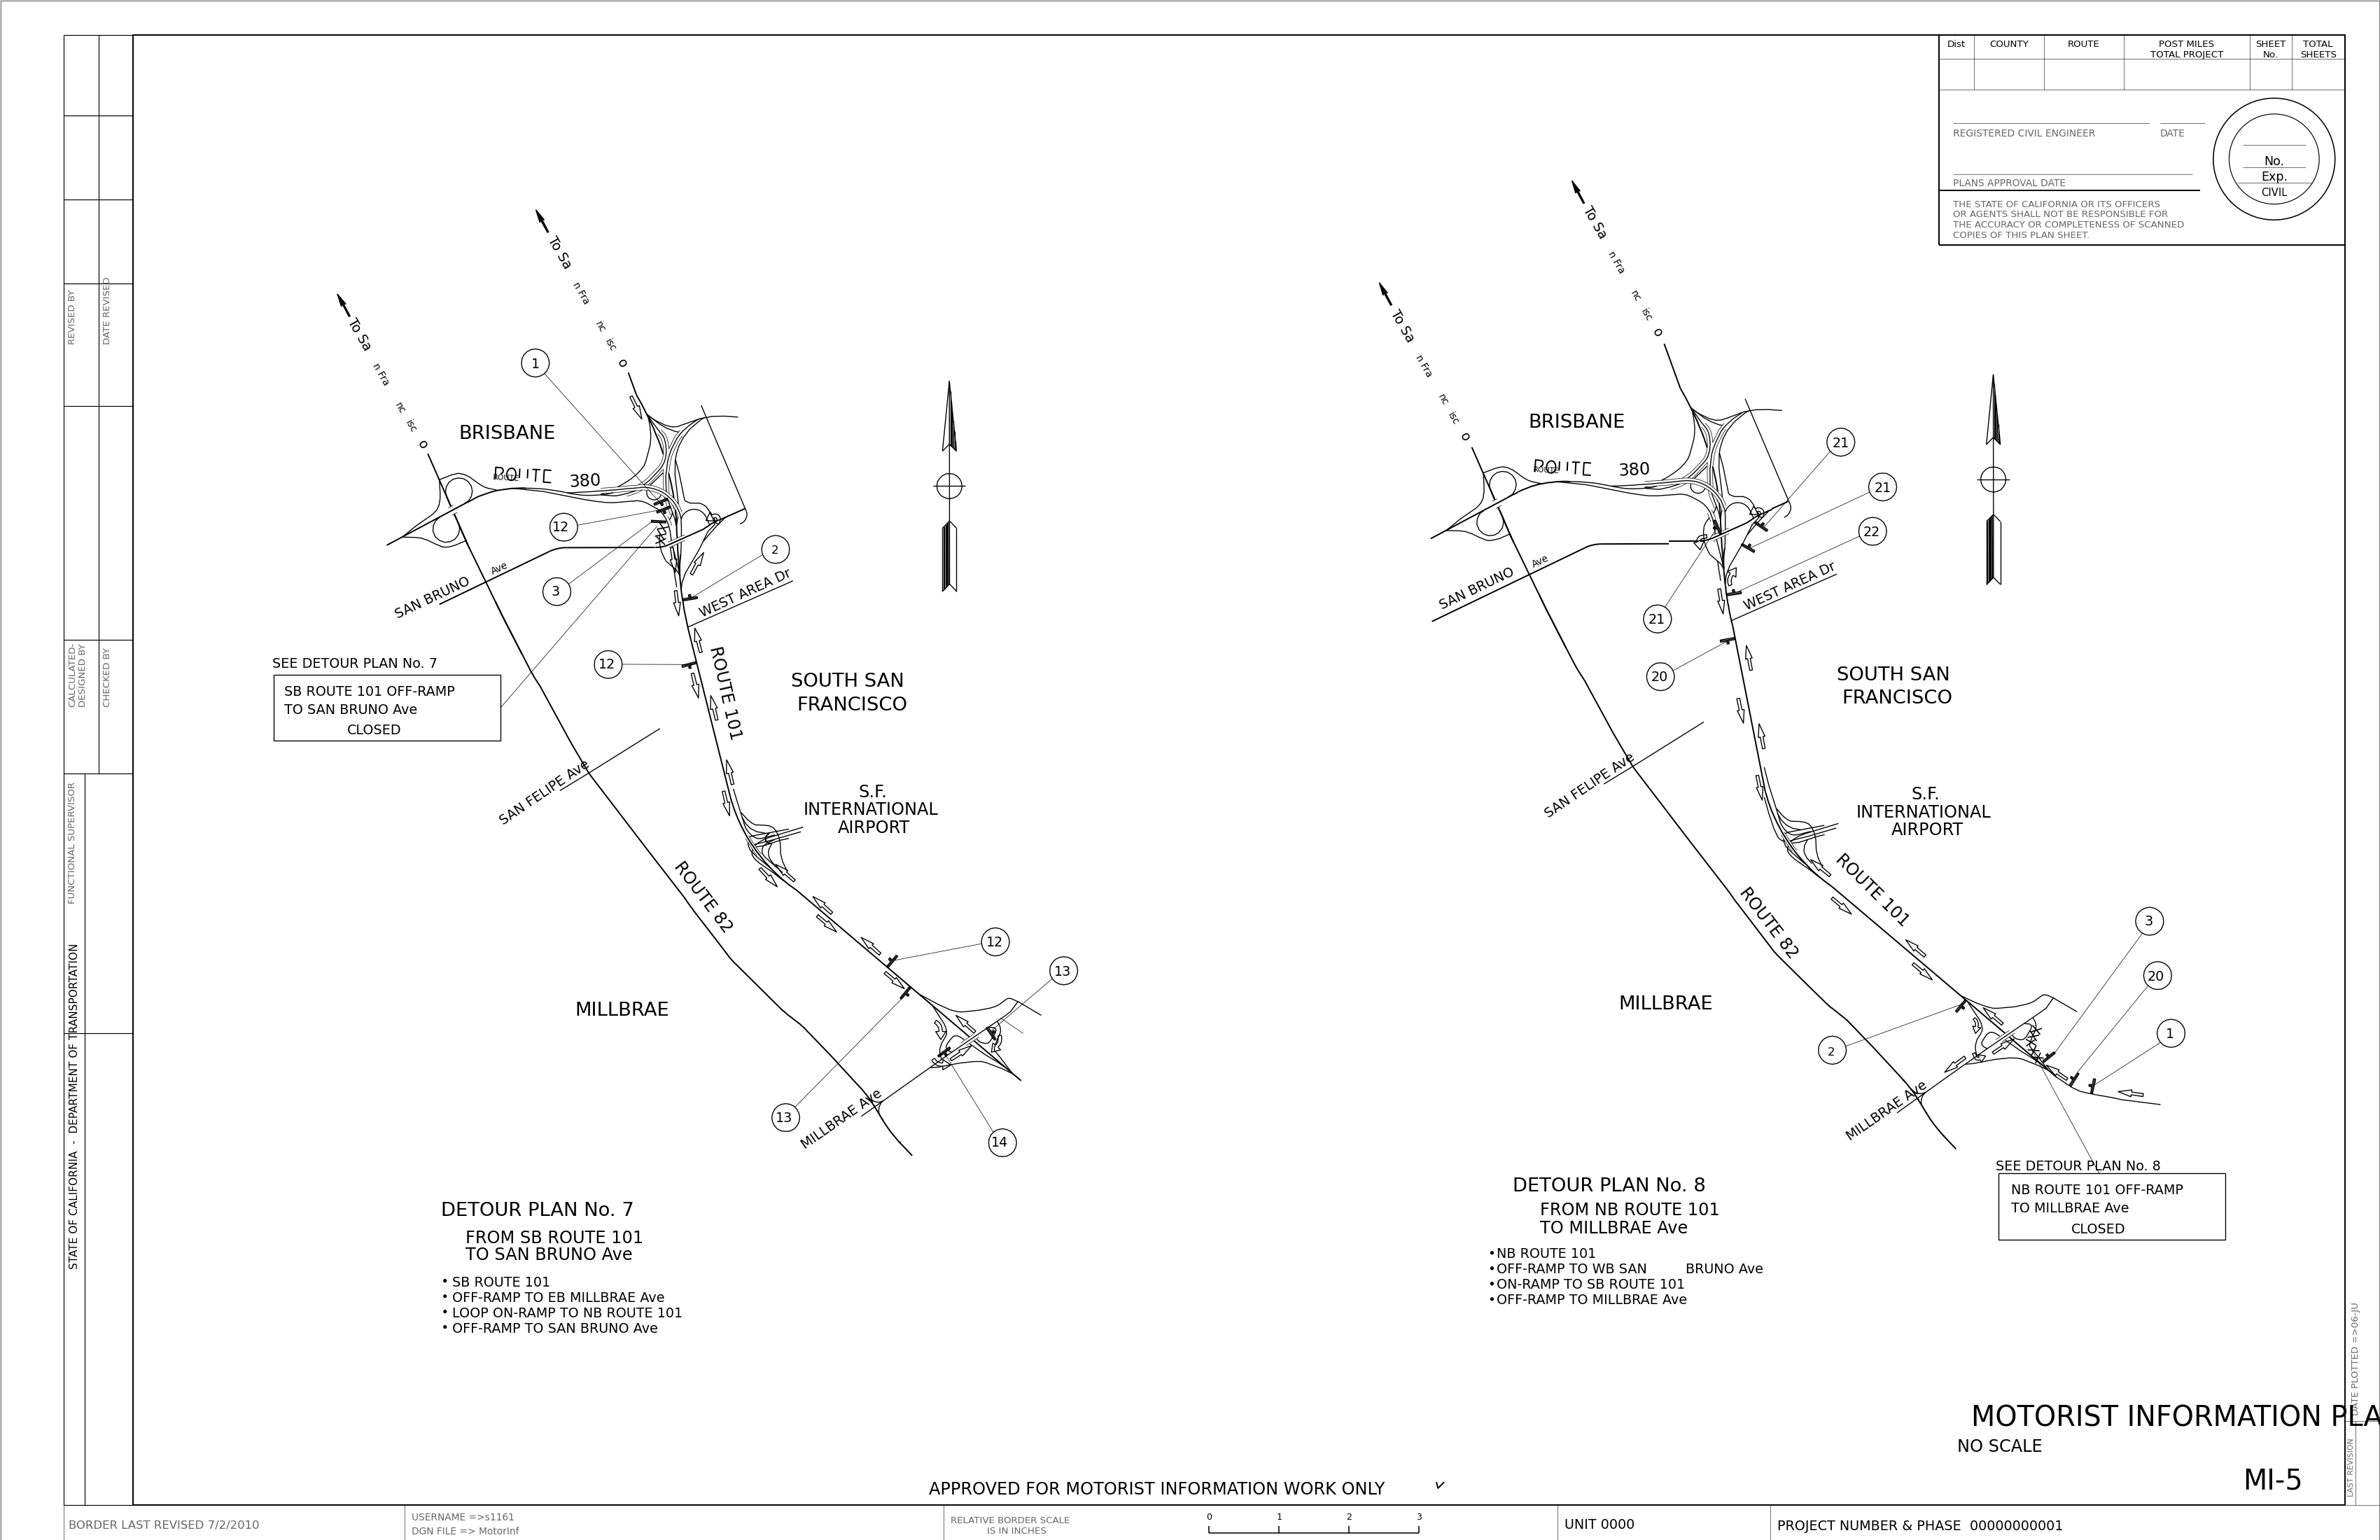 Dist COUNTY ROUTE POST MILES TOTAL PROJECT SHEET No. TOTAL SHEETS
REGISTERED CIVIL ENGINEER DATE
PLANS APPROVAL DATE
No.
Exp.
CIVIL
THE STATE OF CALIFORNIA OR ITS OFFICERS
OR AGENTS SHALL NOT BE RESPONSIBLE FOR
THE ACCURACY OR COMPLETENESS OF SCANNED
COPIES OF THIS PLAN SHEET.
REVISED BY
DATE REVISED
CALCULATED-
DESIGNED BY
CHECKED BY
FUNCTIONAL SUPERVISOR
STATE OF CALIFORNIA - DEPARTMENT OF TRANSPORTATION
To San Francisco
To San Francisco
1
BRISBANE
ROUTE 380
ROUTE
12
2
3
SAN BRUNO Ave
WEST AREA Dr
12
SEE DETOUR PLAN No. 7
SB ROUTE 101 OFF-RAMP
TO SAN BRUNO Ave
CLOSED
ROUTE 101
SOUTH SAN
FRANCISCO
SAN FELIPE Ave
S.F.
INTERNATIONAL
AIRPORT
ROUTE 82
12
13
MILLBRAE
13
MILLBRAE Ave
14
DETOUR PLAN No. 7
FROM SB ROUTE 101
TO SAN BRUNO Ave
• SB ROUTE 101
• OFF-RAMP TO EB MILLBRAE Ave
• LOOP ON-RAMP TO NB ROUTE 101
• OFF-RAMP TO SAN BRUNO Ave
To San Francisco
To San Francisco
BRISBANE
21
ROUTE 380
ROUTE
21
22
SAN BRUNO Ave
WEST AREA Dr
21
20
SOUTH SAN
FRANCISCO
SAN FELIPE Ave
S.F.
INTERNATIONAL
AIRPORT
ROUTE 101
ROUTE 82
3
20
MILLBRAE
1
2
MILLBRAE Ave
SEE DETOUR PLAN No. 8
NB ROUTE 101 OFF-RAMP
TO MILLBRAE Ave
CLOSED
DETOUR PLAN No. 8
FROM NB ROUTE 101
TO MILLBRAE Ave
•NB ROUTE 101
•OFF-RAMP TO WB SAN BRUNO Ave
•ON-RAMP TO SB ROUTE 101
•OFF-RAMP TO MILLBRAE Ave
MOTORIST INFORMATION PLA
NO SCALE
MI-5
APPROVED FOR MOTORIST INFORMATION WORK ONLY
DATE PLOTTED =>06-JU
LAST REVISION
BORDER LAST REVISED 7/2/2010
USERNAME =>s1161
DGN FILE => MotorInf
RELATIVE BORDER SCALE
IS IN INCHES
0 1 2 3
UNIT 0000
PROJECT NUMBER & PHASE 00000000001